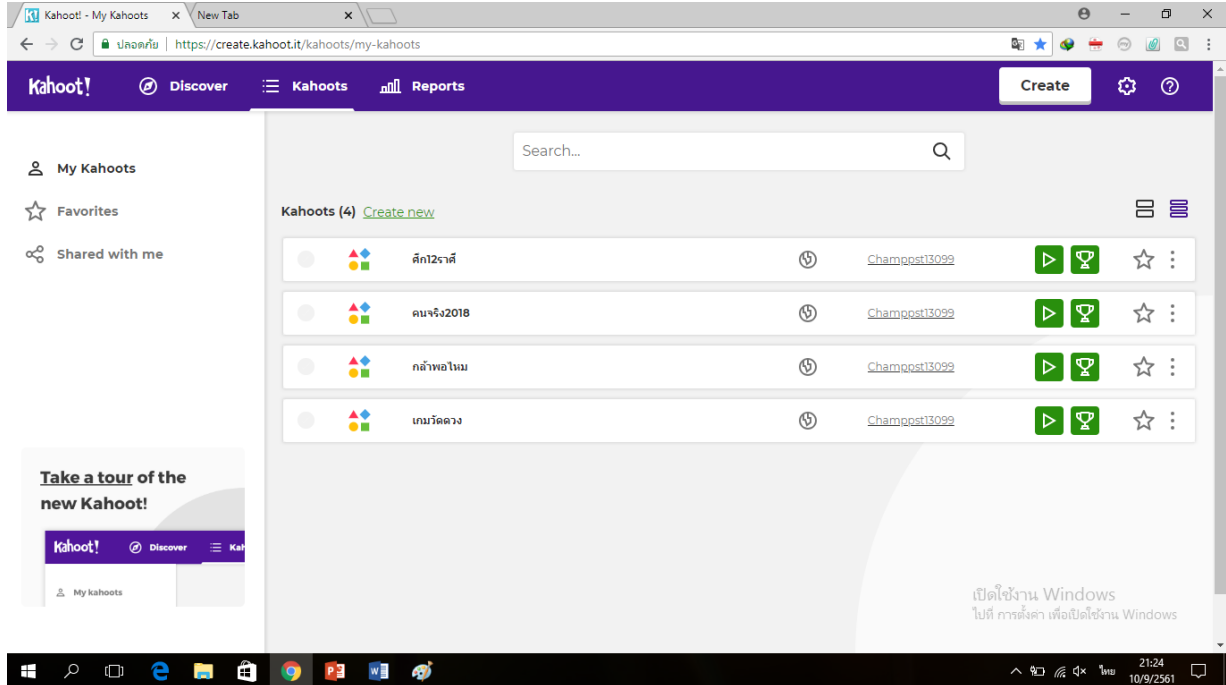 Kahoot! - My Kahoots
New Tab
ปลอดภัย | https://create.kahoot.it/kahoots/my-kahoots
Kahoot!
Discover
Kahoots
Reports
Create
My Kahoots
Favorites
Shared with me
Search...
Kahoots (4) Create new
ศึก12ราศี Champpst13099
คนจริง2018 Champpst13099
กล้าพอไหม Champpst13099
เกมวัดดวง Champpst13099
Take a tour of the
new Kahoot!
Kahoot! Discover Kah
My kahoots
เปิดใช้งาน Windows
ไปที่ การตั้งค่า เพื่อเปิดใช้งาน Windows
ไทย
21:24
10/9/2561